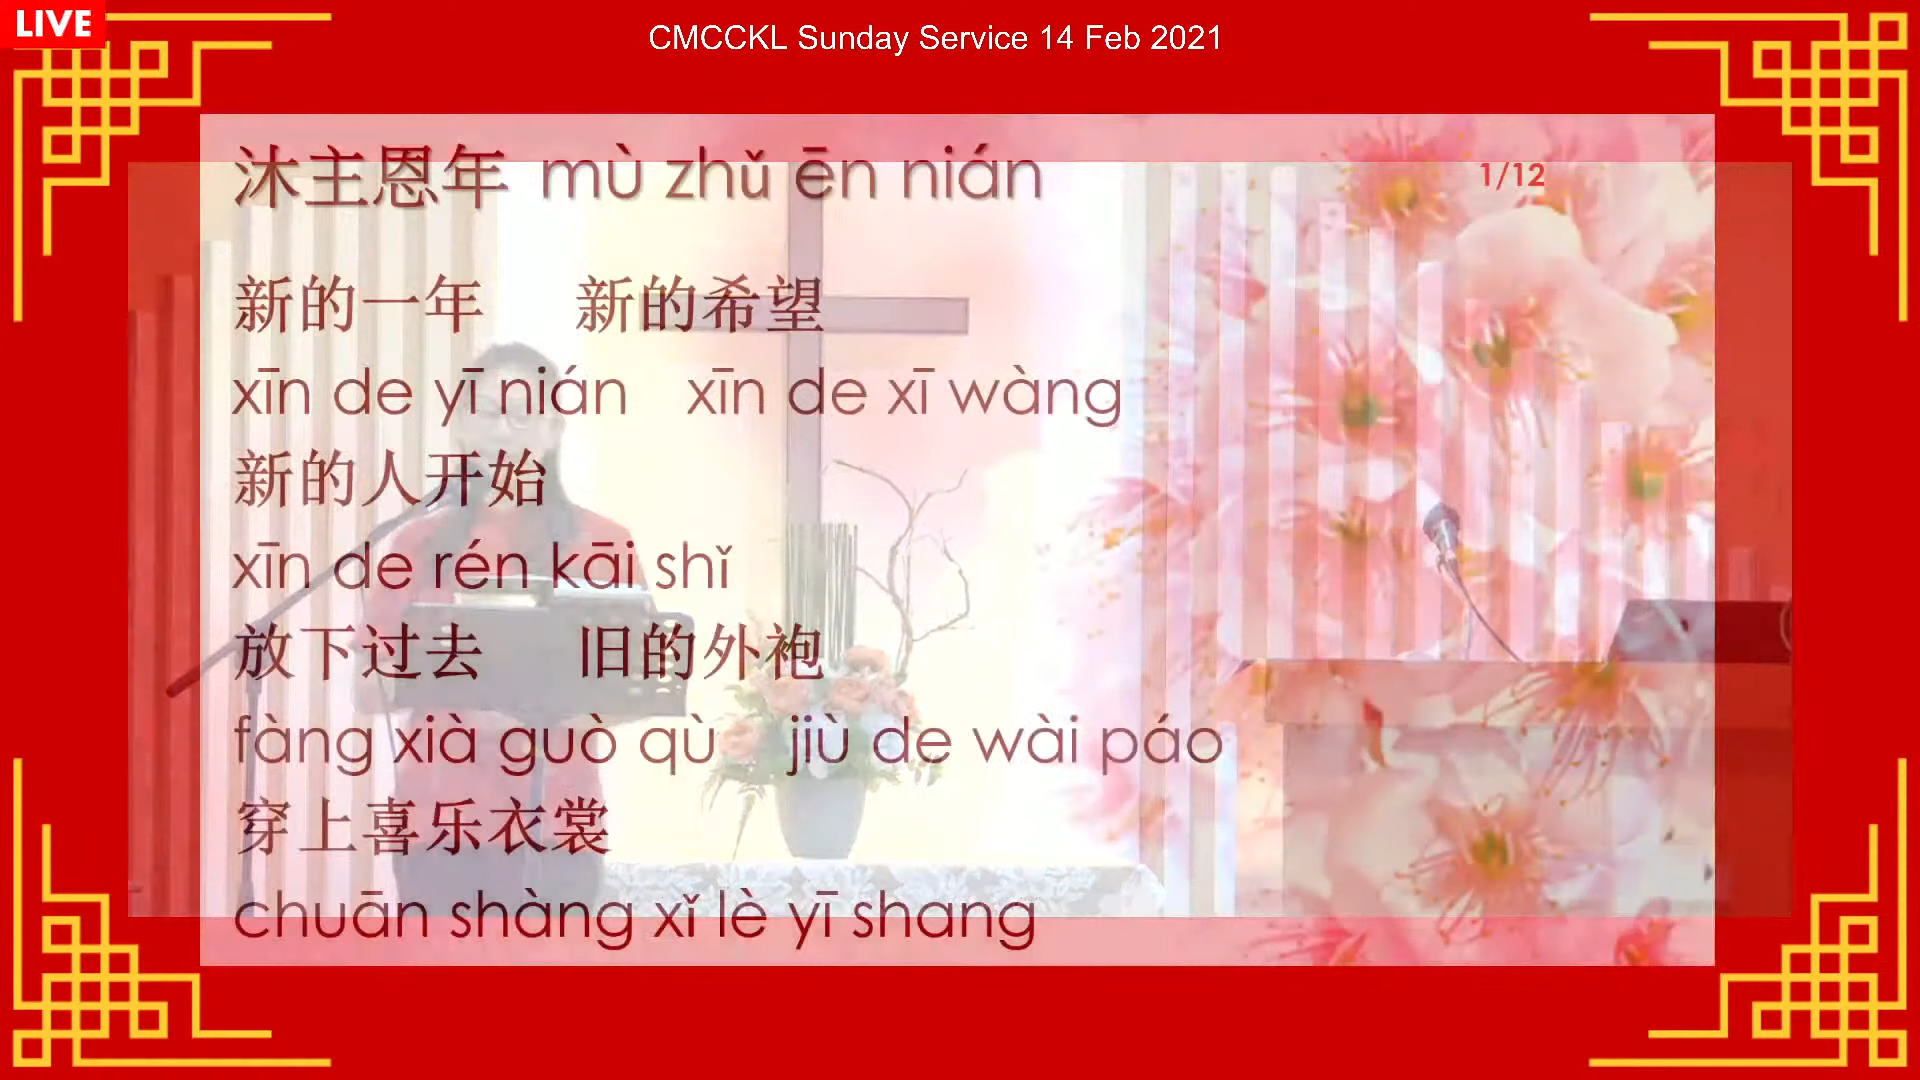 LIVE
CMCCKL Sunday Service 14 Feb 2021
沐主恩年 mù zhǔ ēn nián
1/12
新的一年 新的希望
xīn de yī nián xīn de xī wàng
新的人开始
xīn de rén kāi shǐ
放下过去 旧的外袍
fàng xià guò qù jiù de wài páo
穿上喜乐衣裳
chuān shàng xǐ lè yī shang